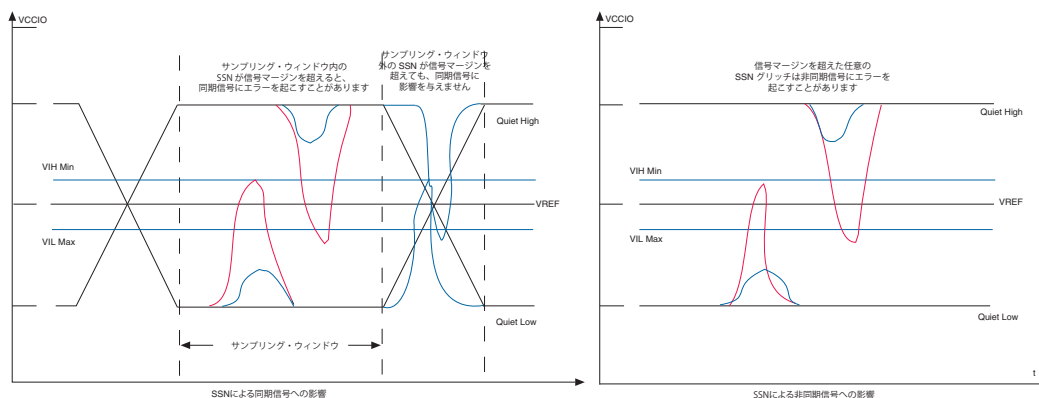 VCCIO
サンプリング・ウィンドウ内の
SSN が信号マージンを超えると、
同期信号にエラーを起こすことがあります
サンプリング・ウィンドウ
外の SSN が信号マージンを
超えても、同期信号に
影響を与えません
Quiet High
VIH Min
VREF
VIL Max
Quiet Low
サンプリング・ウィンドウ
SSNによる同期信号への影響
VCCIO
信号マージンを超えた任意の
SSN グリッチは非同期信号にエラーを
起こすことがあります
Quiet High
VIH Min
VREF
VIL Max
Quiet Low
t
SSNによる非同期信号への影響